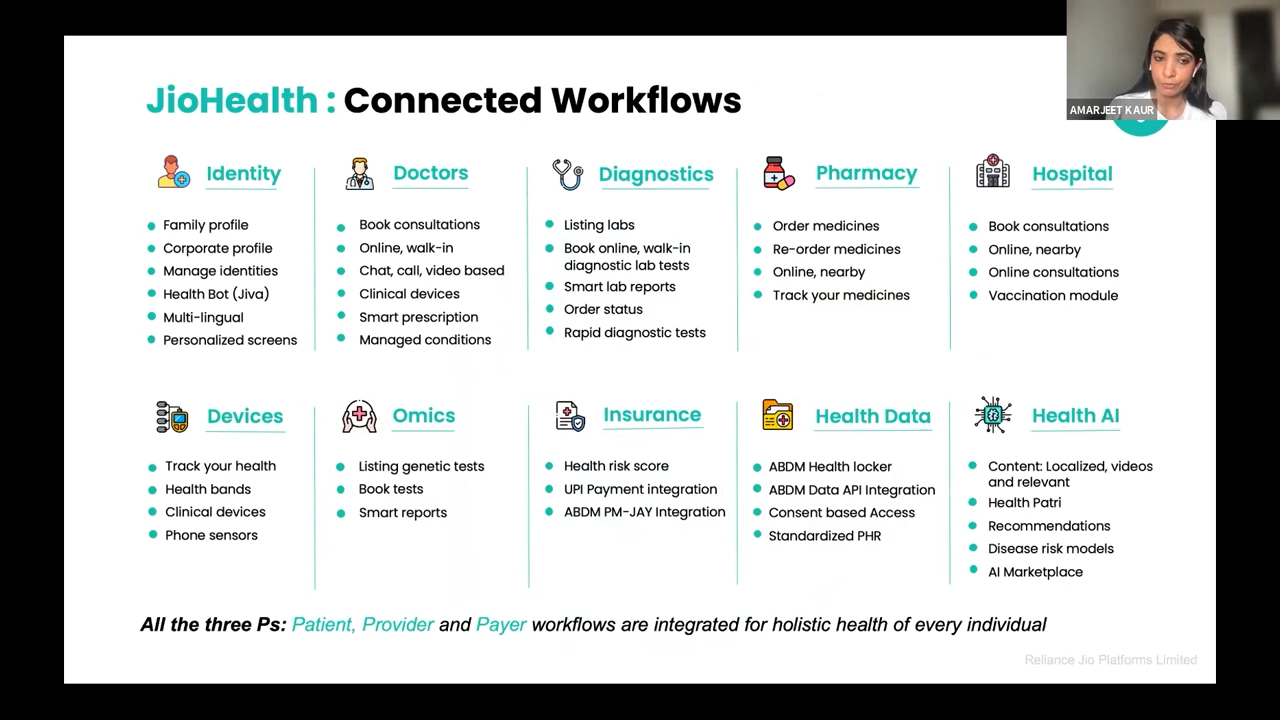 JioHealth : Connected Workflows
AMARJEET KAUR
Identity
Family profile
Corporate profile
Manage identities
Health Bot (Jiva)
Multi-lingual
Personalized screens
Doctors
Book consultations
Online, walk-in
Chat, call, video based
Clinical devices
Smart prescription
Managed conditions
Diagnostics
Listing labs
Book online, walk-in
diagnostic lab tests
Smart lab reports
Order status
Rapid diagnostic tests
Pharmacy
Order medicines
Re-order medicines
Online, nearby
Track your medicines
Hospital
Book consultations
Online, nearby
Online consultations
Vaccination module
Devices
Track your health
Health bands
Clinical devices
Phone sensors
Omics
Listing genetic tests
Book tests
Smart reports
Insurance
Health risk score
UPI Payment integration
ABDM PM-JAY Integration
Health Data
ABDM Health locker
ABDM Data API Integration
Consent based Access
Standardized PHR
Health AI
Content: Localized, videos
and relevant
Health Patri
Recommendations
Disease risk models
AI Marketplace
All the three Ps: Patient, Provider and Payer workflows are integrated for holistic health of every individual
Reliance Jio Platforms Limited